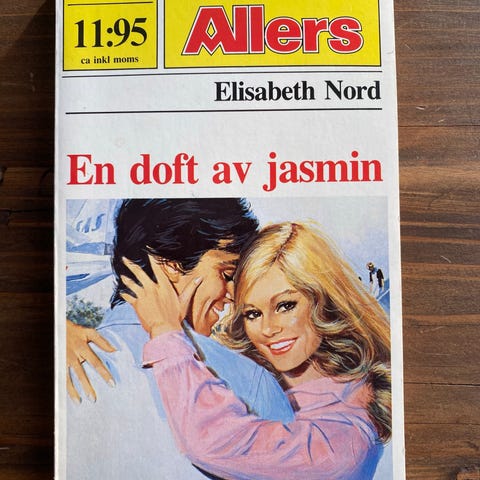 11:95
ca inkl moms
Allers
Elisabeth Nord
En doft av jasmin